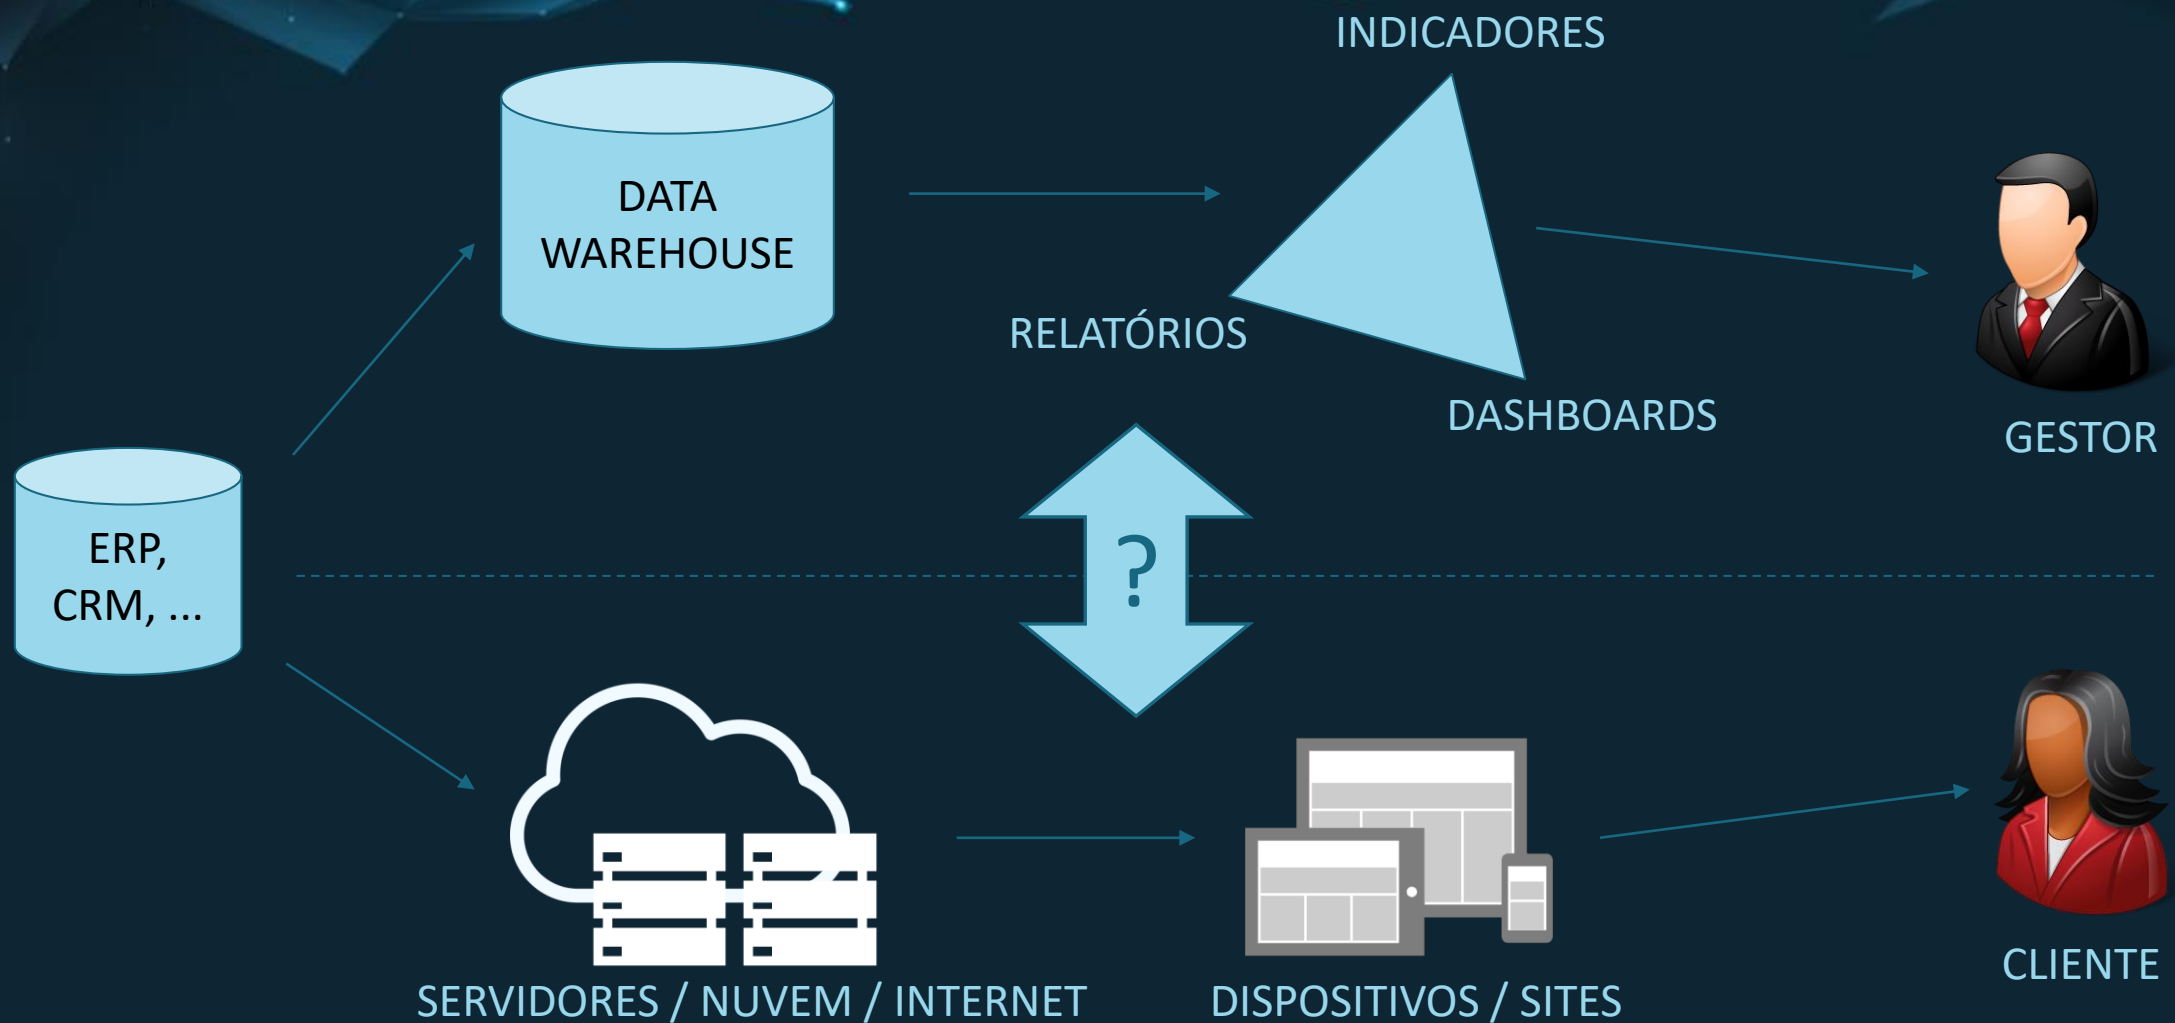 INDICADORES
DATA
WAREHOUSE
RELATÓRIOS
DASHBOARDS
GESTOR
ERP,
CRM, ...
?
CLIENTE
SERVIDORES / NUVEM / INTERNET
DISPOSITIVOS / SITES